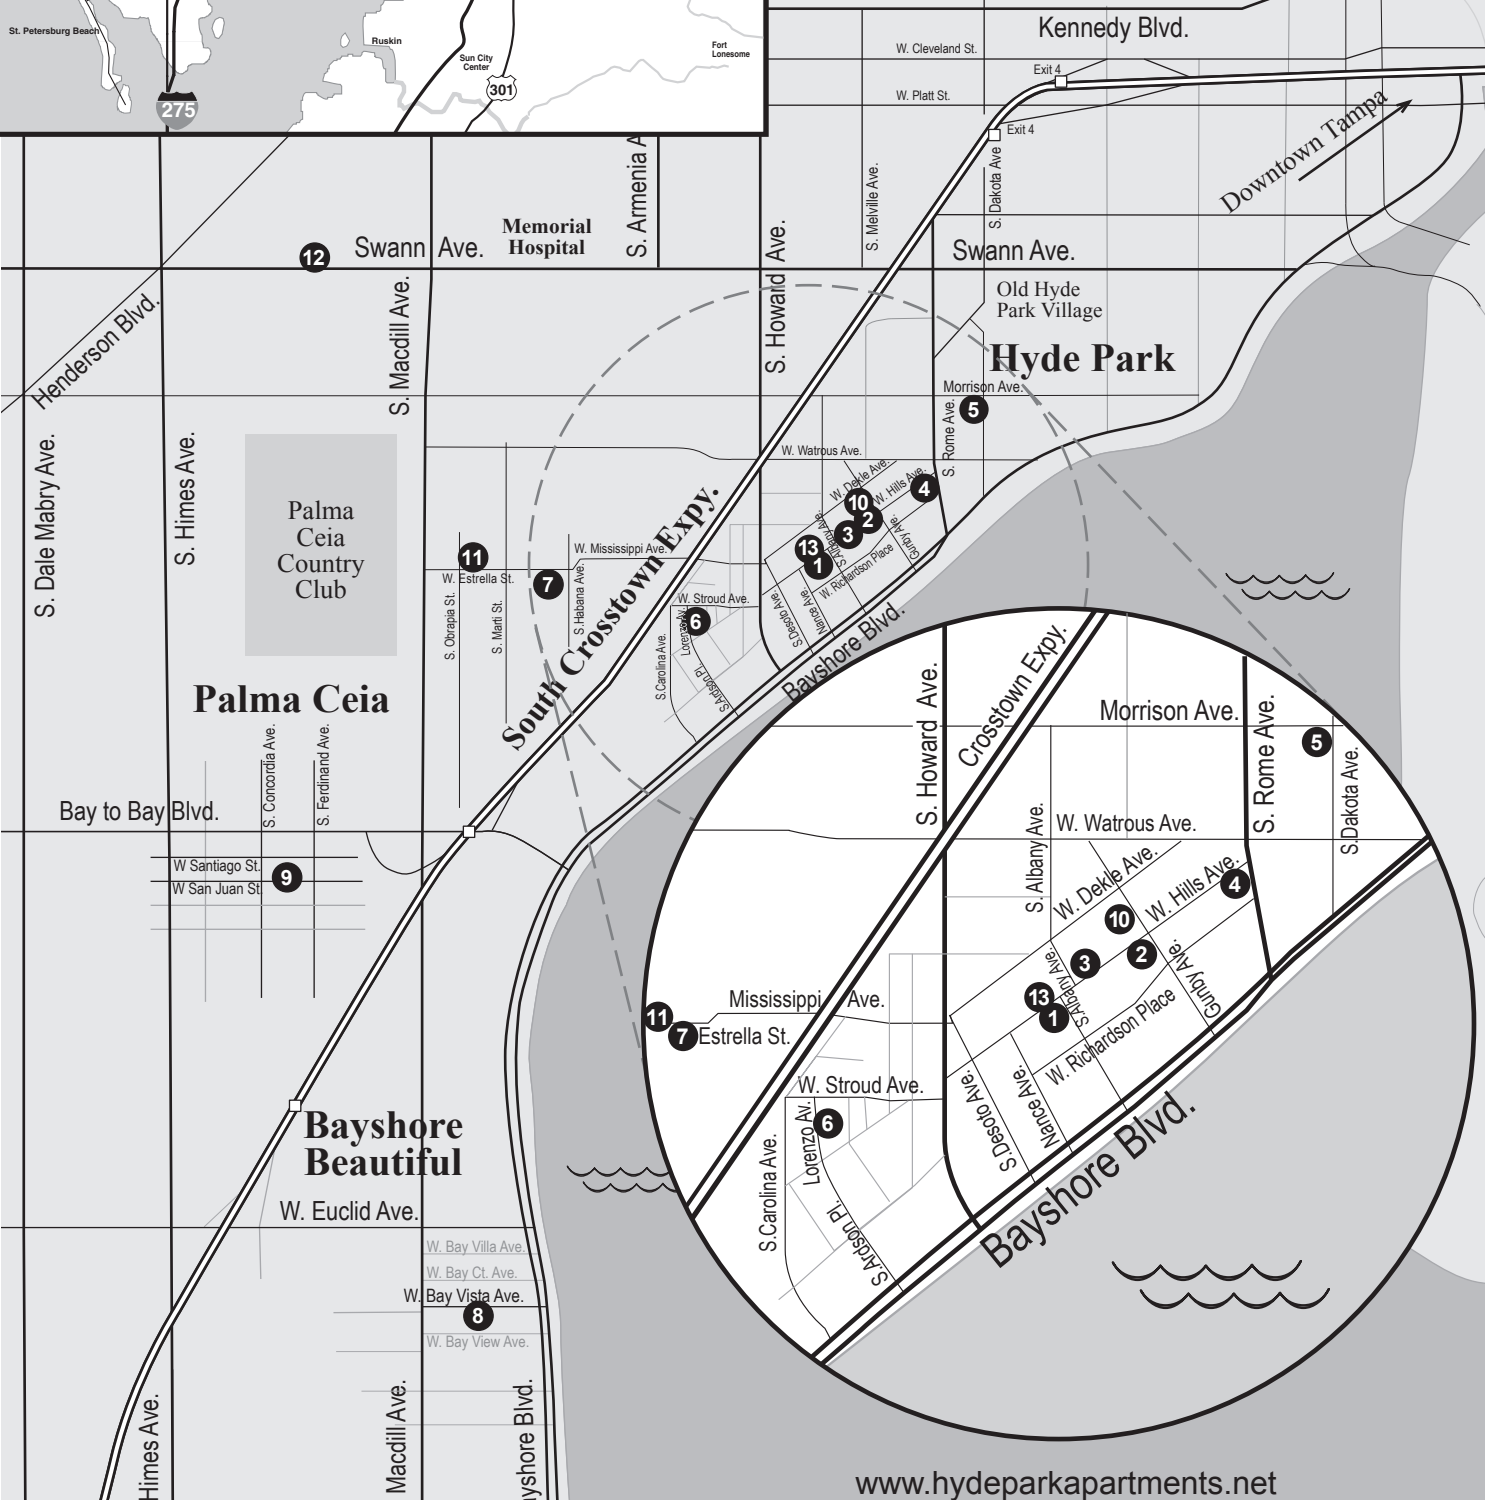 St. Petersburg Beach
275
Ruskin
Sun City
Center
301
Fort
Lonesome
Kennedy Blvd.
W. Cleveland St.
Exit 4
W. Platt St.
Exit 4
Downtown Tampa
S. Dakota Ave
S. Melville Ave.
S. Armenia A
Memorial
Hospital
12
Swann Ave.
Swann Ave.
Henderson Blvd.
S. Macdill Ave.
S. Howard Ave.
Old Hyde
Park Village
Hyde Park
Morrison Ave.
5
S. Rome Ave.
S. Dale Mabry Ave.
S. Himes Ave.
Palma
Ceia
Country
Club
W. Watrous Ave.
W. Dekle Ave.
W. Hills Ave.
4
10
2
3
13
1
S. Albany Ave.
Gunby Ave.
W. Richardson Place
S.Desoto Ave.
Nance Ave.
Bayshore Blvd.
South Crosstown Expy.
11
W. Estrella St.
7
W. Mississippi Ave.
S.Habana Ave.
S. Obrapia St.
S. Marti St.
W. Stroud Ave.
6
Lorenzo Av.
S.Carolina Ave.
S.Ardson Pl.
Palma Ceia
S. Concordia Ave.
S. Ferdinand Ave.
Bay to Bay Blvd.
W Santiago St.
9
W San Juan St.
Bayshore
Beautiful
W. Euclid Ave.
W. Bay Villa Ave.
W. Bay Ct. Ave.
W. Bay Vista Ave.
8
W. Bay View Ave.
Himes Ave.
Macdill Ave.
ayshore Blvd.
S. Howard Ave.
Crosstown Expy.
Morrison Ave.
S. Rome Ave.
5
S.Dakota Ave.
S. Albany Ave.
W. Watrous Ave.
W. Dekle Ave.
W. Hills Ave.
4
10
2
3
13
1
S.Albany Ave.
Gunby Ave.
W. Richardson Place
Mississippi Ave.
11
7
Estrella St.
W. Stroud Ave.
6
Lorenzo Av.
S.Carolina Ave.
S.Ardson Pl.
S.Desoto Ave.
Nance Ave.
Bayshore Blvd.
www.hydeparkapartments.net